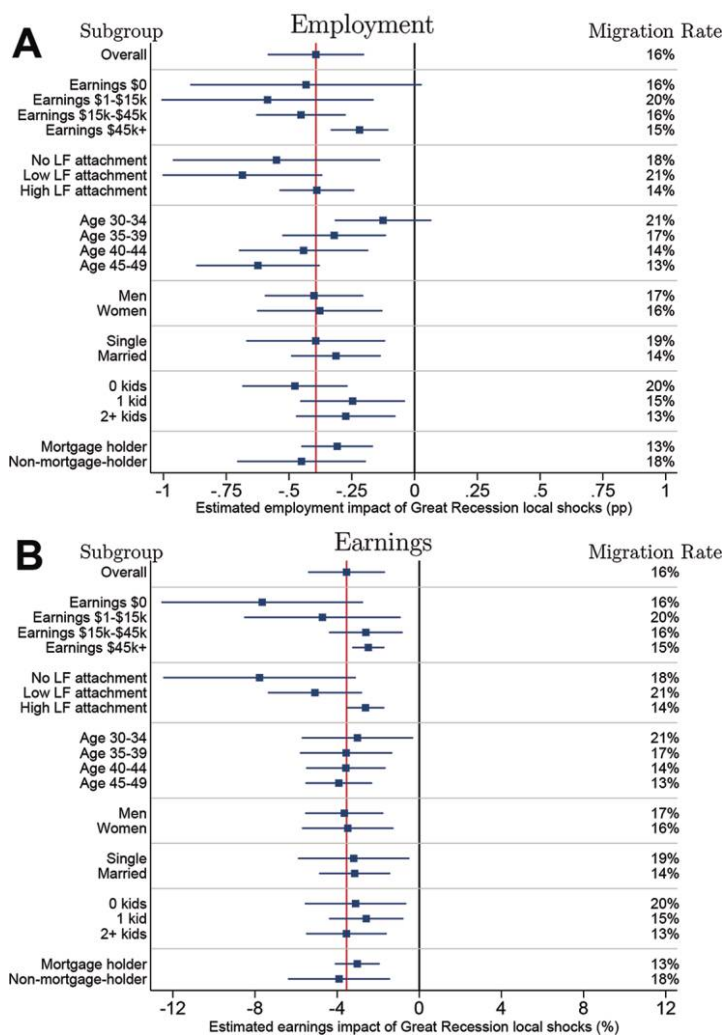 A
Employment
Subgroup Migration Rate
Overall 16%
Earnings $0 16%
Earnings $1-$15k 20%
Earnings $15k-$45k 16%
Earnings $45k+ 15%
No LF attachment 18%
Low LF attachment 21%
High LF attachment 14%
Age 30-34 21%
Age 35-39 17%
Age 40-44 14%
Age 45-49 13%
Men 17%
Women 16%
Single 19%
Married 14%
0 kids 20%
1 kid 15%
2+ kids 13%
Mortgage holder 13%
Non-mortgage-holder 18%
-1 -.75 -.5 -.25 0 .25 .5 .75 1
Estimated employment impact of Great Recession local shocks (pp)
B
Earnings
Subgroup Migration Rate
Overall 16%
Earnings $0 16%
Earnings $1-$15k 20%
Earnings $15k-$45k 16%
Earnings $45k+ 15%
No LF attachment 18%
Low LF attachment 21%
High LF attachment 14%
Age 30-34 21%
Age 35-39 17%
Age 40-44 14%
Age 45-49 13%
Men 17%
Women 16%
Single 19%
Married 14%
0 kids 20%
1 kid 15%
2+ kids 13%
Mortgage holder 13%
Non-mortgage-holder 18%
-12 -8 -4 0 4 8 12
Estimated earnings impact of Great Recession local shocks (%)